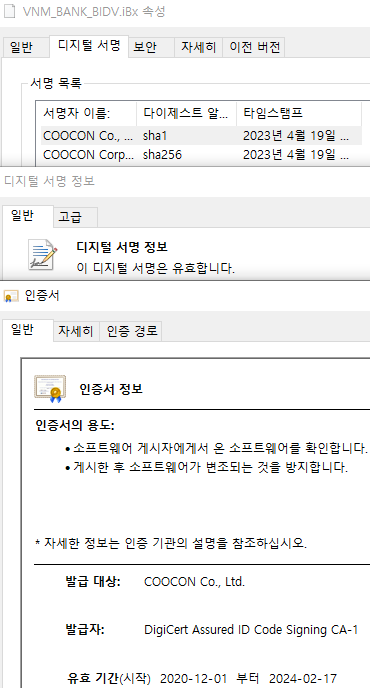 VNM_BANK_BIDV.iBx 속성
일반 디지털 서명 보안 자세히 이전 버전
서명 목록
서명자 이름: 다이제스트 알... 타임스탬프
COOCON Co., ... sha1 2023년 4월 19일 ...
COOCON Corp... sha256 2023년 4월 19일 ...
디지털 서명 정보
일반 고급
디지털 서명 정보
이 디지털 서명은 유효합니다.
인증서
일반 자세히 인증 경로
인증서 정보
인증서의 용도:
• 소프트웨어 게시자에게서 온 소프트웨어를 확인합니다.
• 게시한 후 소프트웨어가 변조되는 것을 방지합니다.
* 자세한 정보는 인증 기관의 설명을 참조하십시오.
발급 대상: COOCON Co., Ltd.
발급자: DigiCert Assured ID Code Signing CA-1
유효 기간(시작) 2020-12-01 부터 2024-02-17